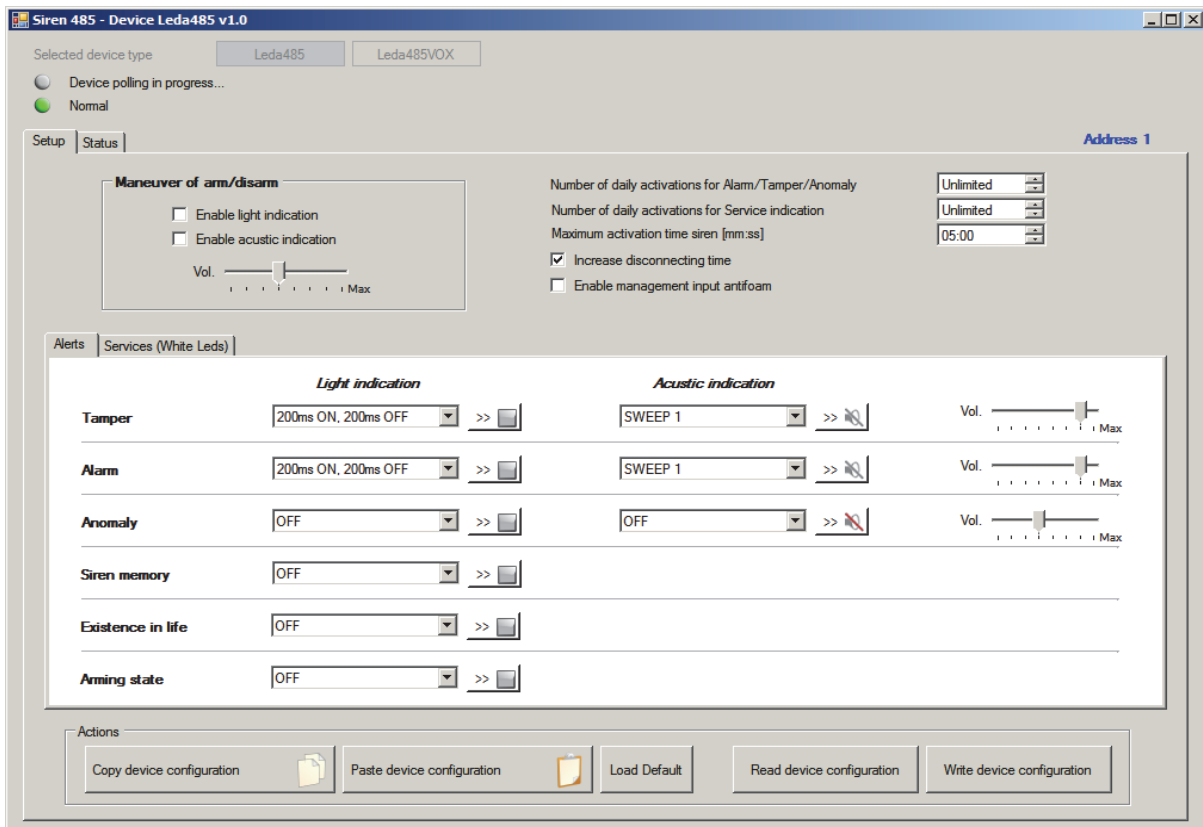 Siren 485 - Device Leda485 v1.0
Selected device type Leda485 Leda485VOX
Device polling in progress...
Normal
Setup Status Address 1
Maneuver of arm/disarm
Enable light indication
Enable acustic indication
Vol. Max
Number of daily activations for Alarm/Tamper/Anomaly Unlimited
Number of daily activations for Service indication Unlimited
Maximum activation time siren [mm:ss] 05:00
Increase disconnecting time
Enable management input antifoam
Alerts Services (White Leds)
Light indication Acustic indication
Tamper 200ms ON, 200ms OFF >> SWEEP 1 >> Vol. Max
Alarm 200ms ON, 200ms OFF >> SWEEP 1 >> Vol. Max
Anomaly OFF >> OFF >> Vol. Max
Siren memory OFF >>
Existence in life OFF >>
Arming state OFF >>
Actions
Copy device configuration Paste device configuration Load Default Read device configuration Write device configuration